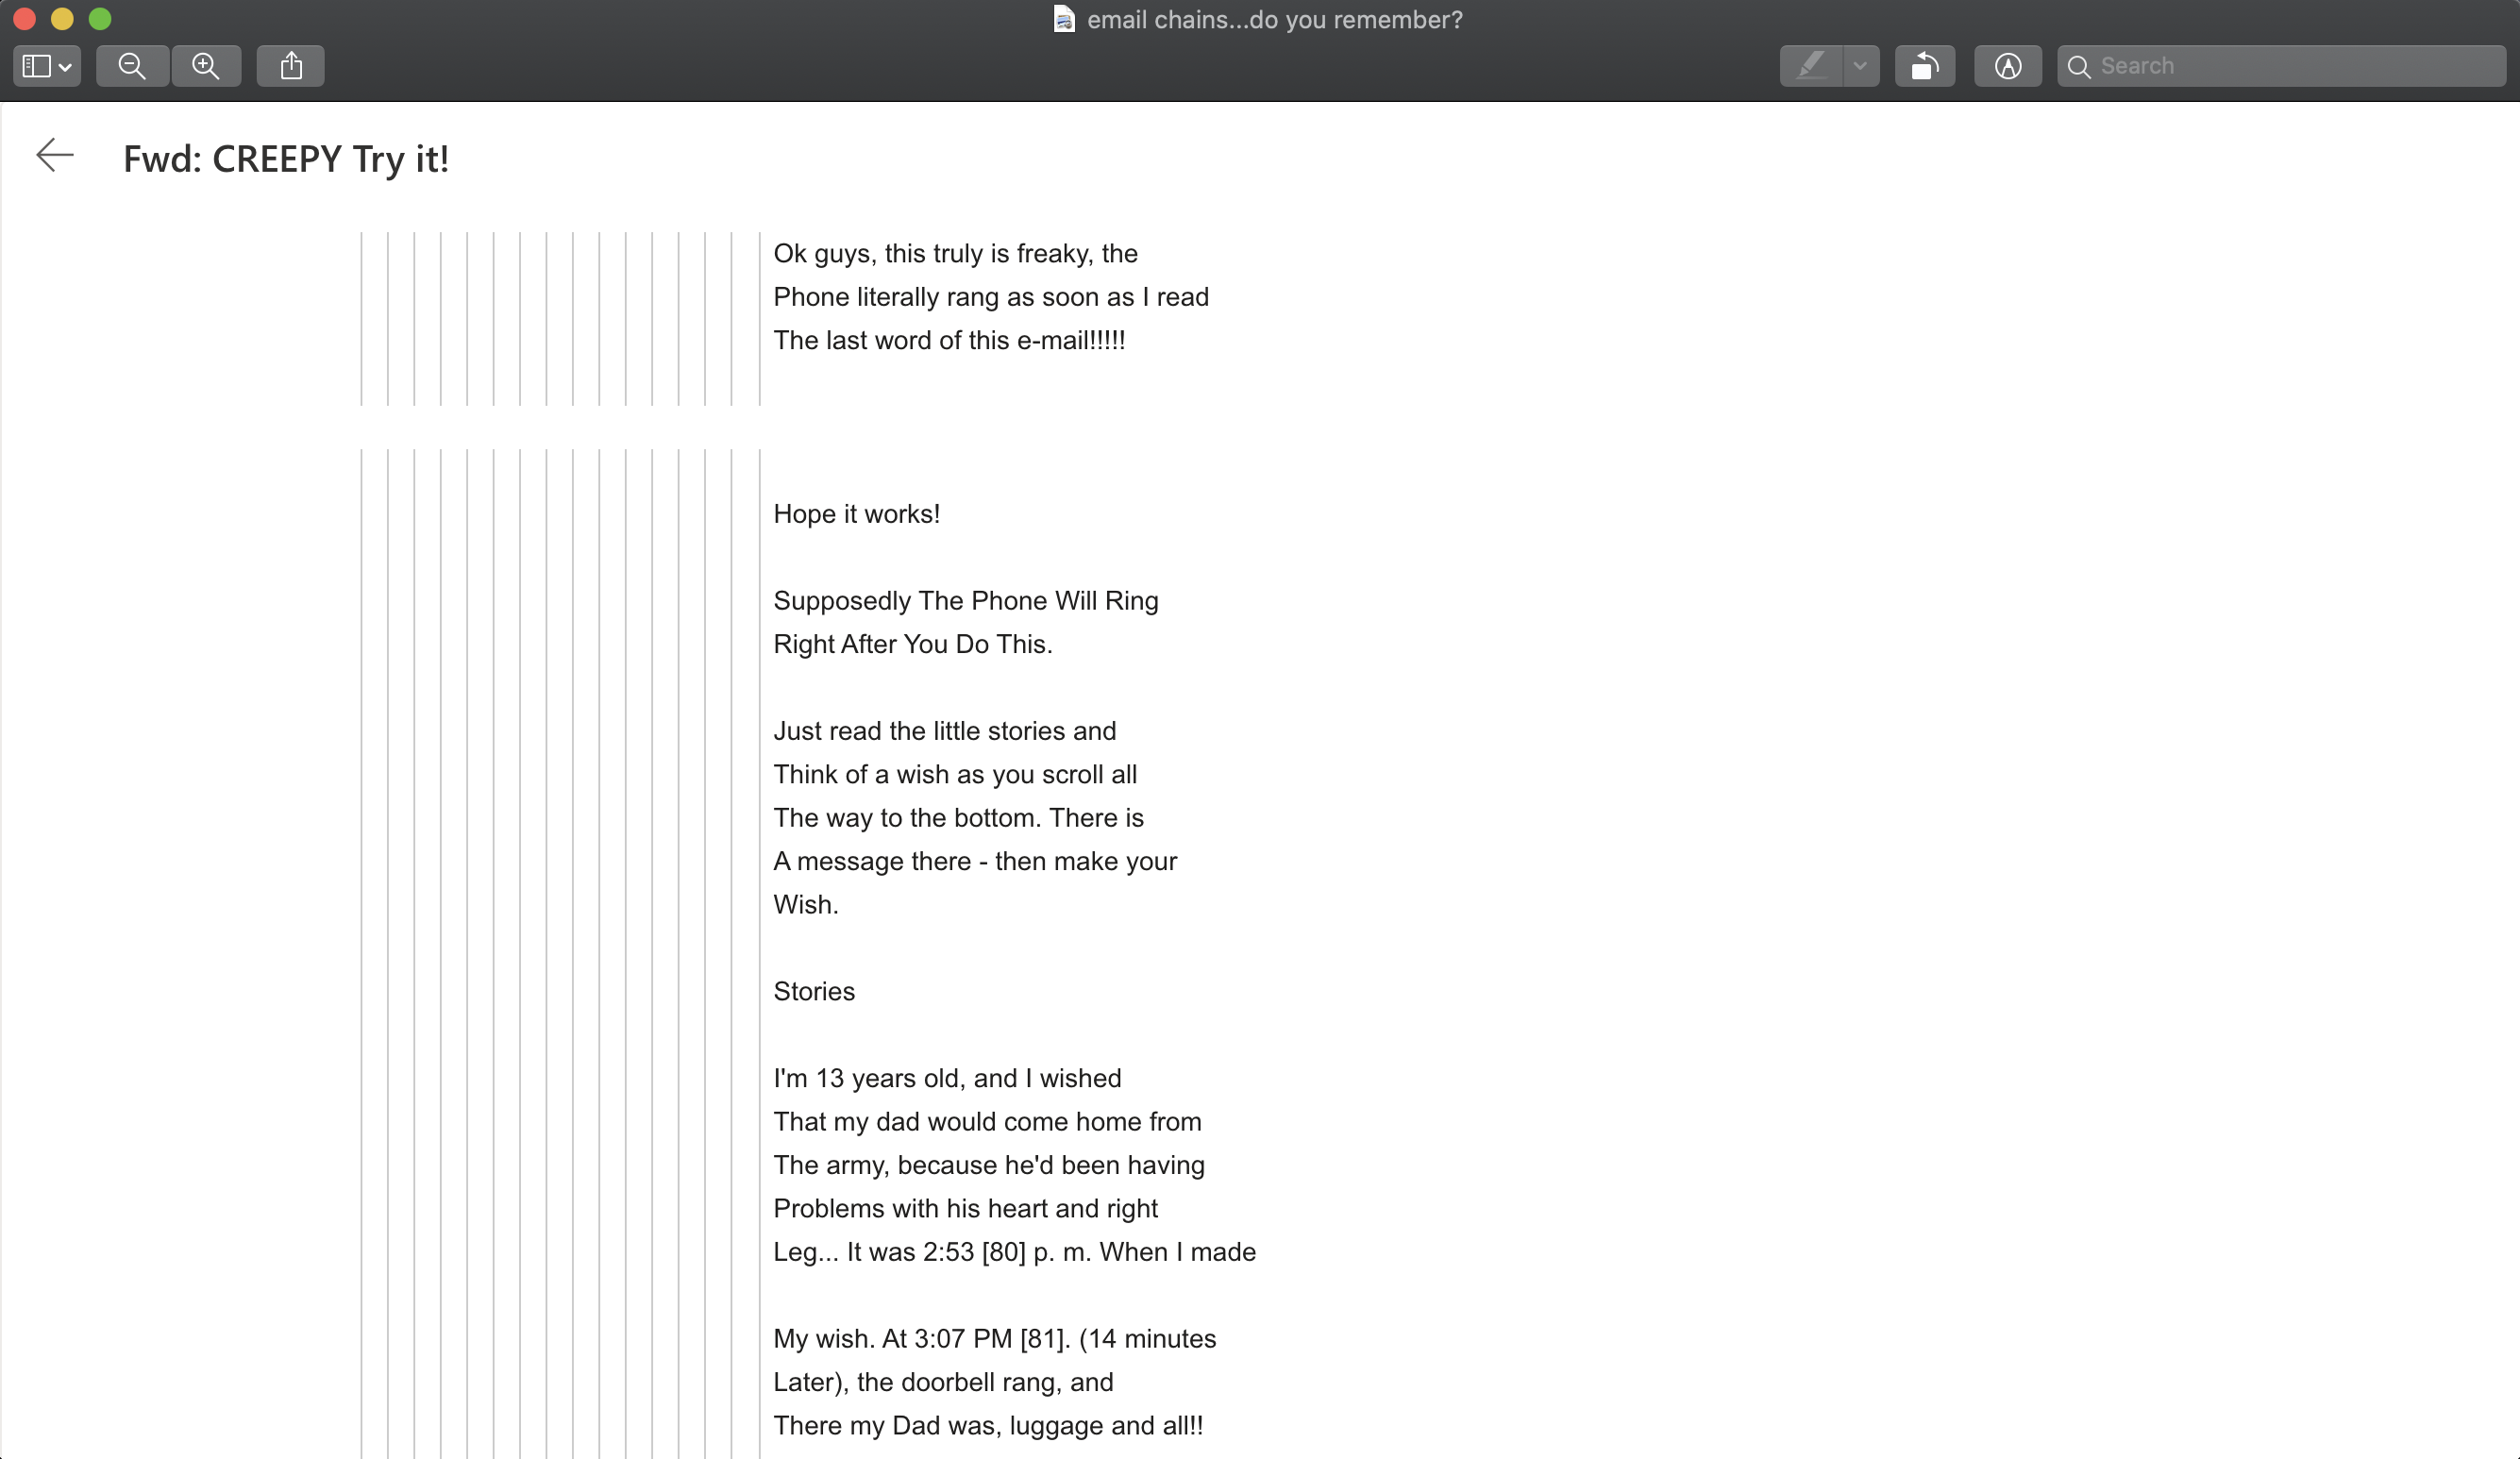 email chains...do you remember?
Search
Fwd: CREEPY Try it!
Ok guys, this truly is freaky, the
Phone literally rang as soon as I read
The last word of this e-mail!!!!!
Hope it works!
Supposedly The Phone Will Ring
Right After You Do This.
Just read the little stories and
Think of a wish as you scroll all
The way to the bottom. There is
A message there - then make your
Wish.
Stories
I'm 13 years old, and I wished
That my dad would come home from
The army, because he'd been having
Problems with his heart and right
Leg... It was 2:53 [80] p. m. When I made
My wish. At 3:07 PM [81]. (14 minutes
Later), the doorbell rang, and
There my Dad was, luggage and all!!